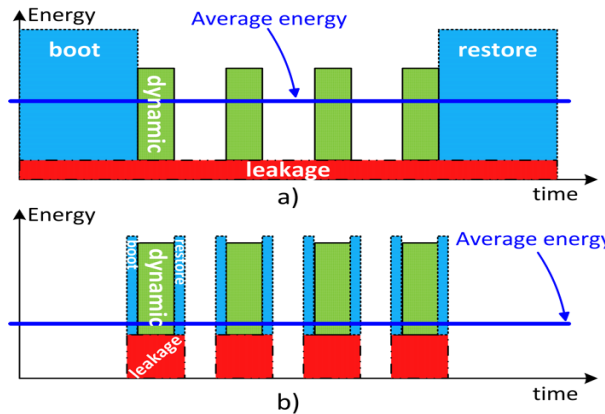 Energy
Average energy
boot
restore
dynamic
leakage
time
a)
Energy
Average energy
boot
dynamic
restore
leakage
time
b)